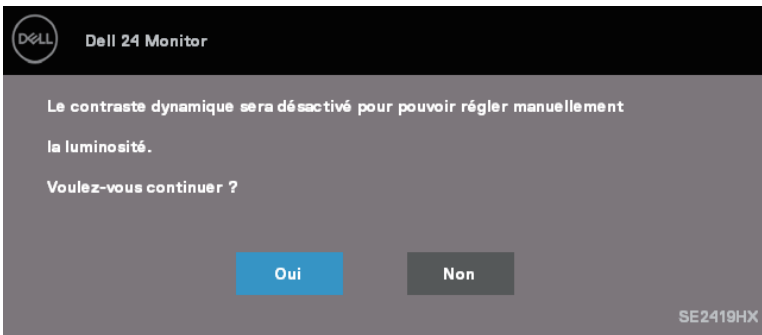 DELL
Dell 24 Monitor
Le contraste dynamique sera désactivé pour pouvoir régler manuellement
la luminosité.
Voulez-vous continuer ?
Oui
Non
SE2419HX